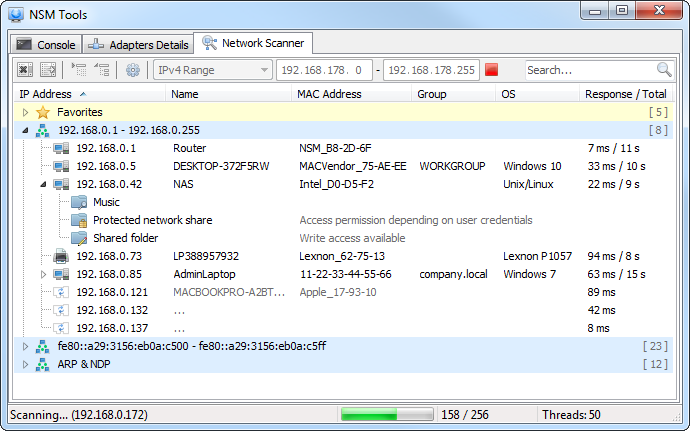 NSM Tools
Console Adapters Details Network Scanner
IPv4 Range 192.168.178. 0 - 192.168.178.255 Search...
IP Address Name MAC Address Group OS Response / Total
Favorites [ 5 ]
192.168.0.1 - 192.168.0.255 [ 8 ]
192.168.0.1 Router NSM_B8-2D-6F 7 ms / 11 s
192.168.0.5 DESKTOP-372F5RW MACVendor_75-AE-EE WORKGROUP Windows 10 33 ms / 10 s
192.168.0.42 NAS Intel_D0-D5-F2 Unix/Linux 22 ms / 9 s
Music
Protected network share Access permission depending on user credentials
Shared folder Write access available
192.168.0.73 LP388957932 Lexnon_62-75-13 Lexnon P1057 94 ms / 8 s
192.168.0.85 AdminLaptop 11-22-33-44-55-66 company.local Windows 7 63 ms / 15 s
192.168.0.121 MACBOOKPRO-A2BT... Apple_17-93-10 89 ms
192.168.0.132 ... 42 ms
192.168.0.137 ... 8 ms
fe80::a29:3156:eb0a:c500 - fe80::a29:3156:eb0a:c5ff [ 23 ]
ARP & NDP [ 12 ]
Scanning... (192.168.0.172) 158 / 256 Threads: 50